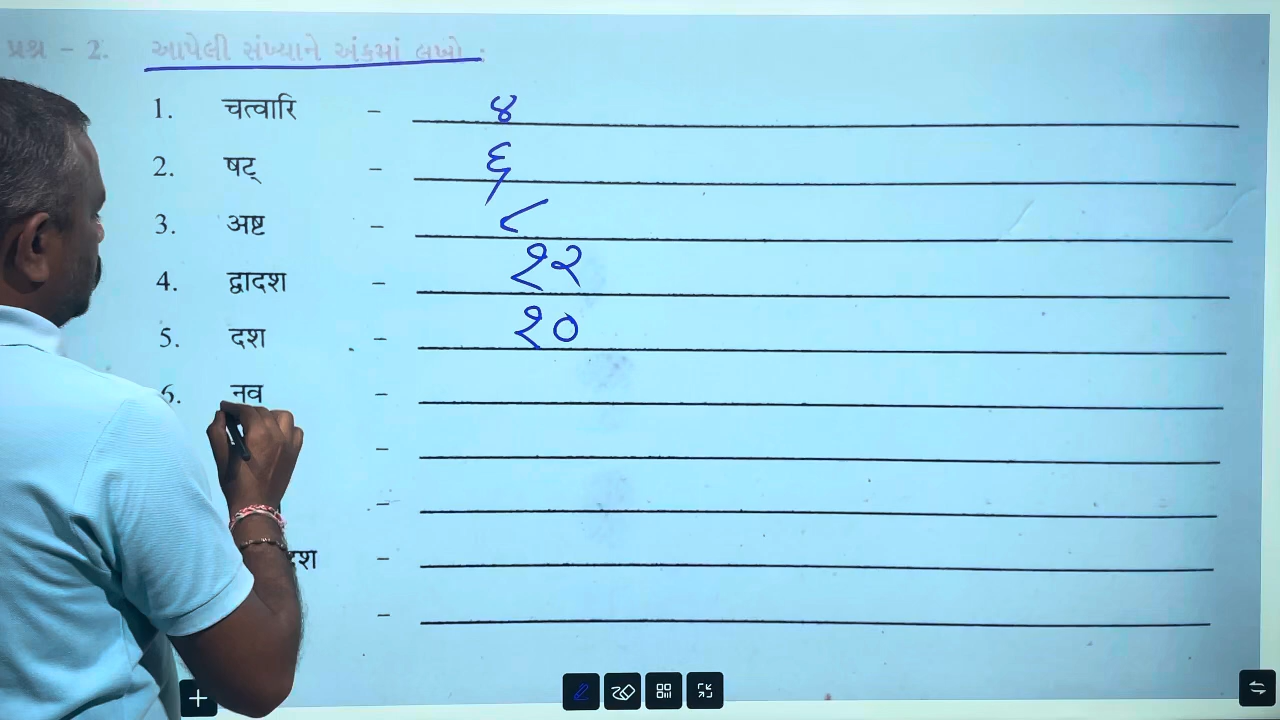 પ્રશ્ન - 2. આપેલી સંખ્યાને અંકમાં લખો :
1. चत्वारि - ४
2. षट् - ६
3. अष्ट - ८
4. द्वादश - १२
5. दश - १०
6. नव -
-
-
दश -
-